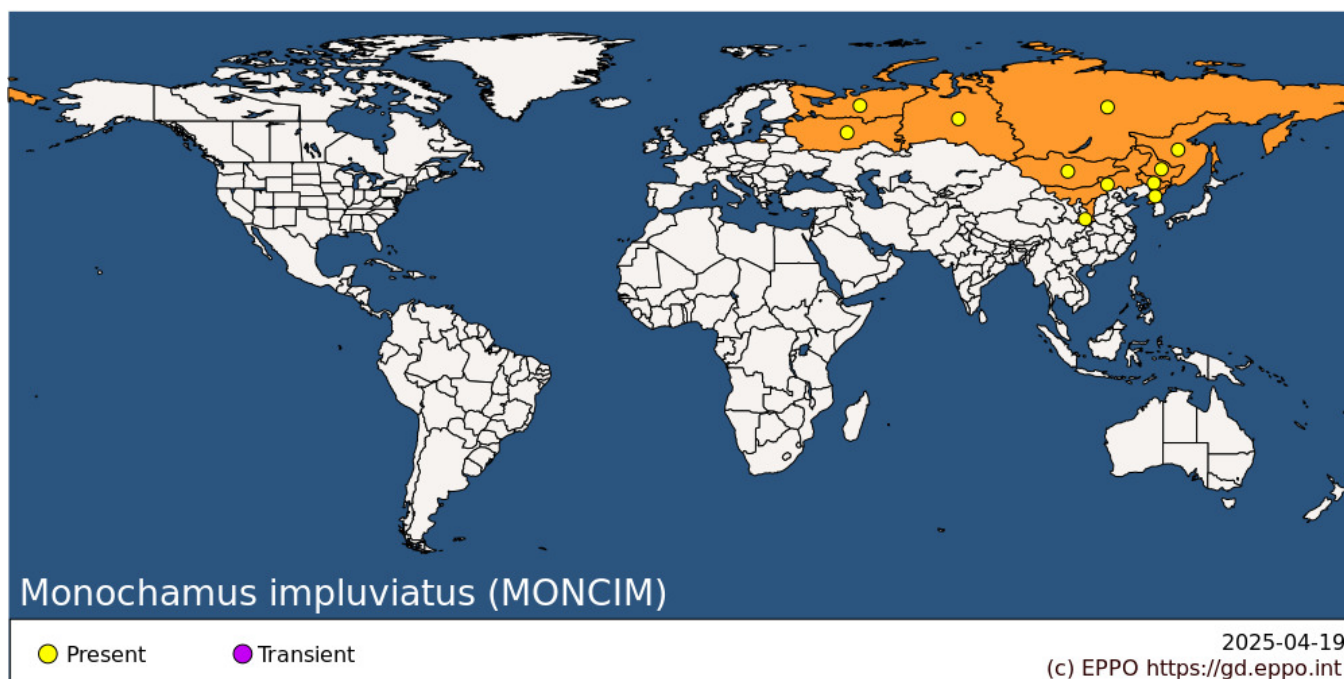 Monochamus impluviatus (MONCIM)
Present
Transient
2025-04-19
(c) EPPO https://gd.eppo.int